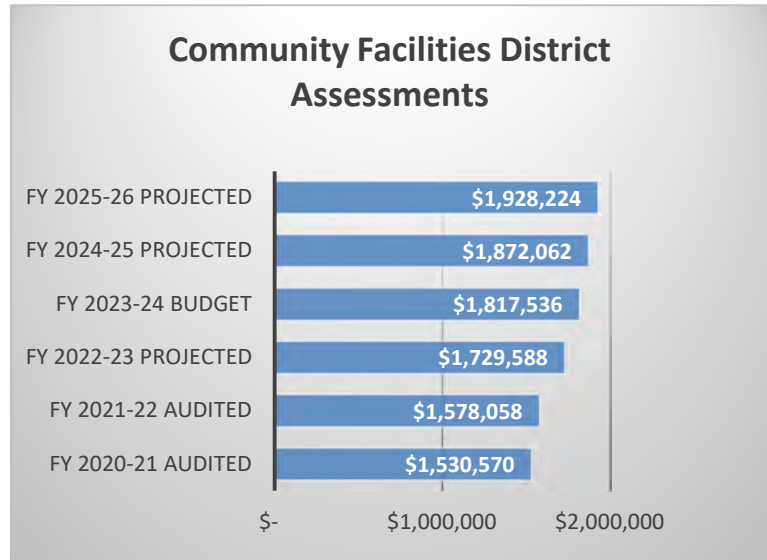 Community Facilities District
Assessments
FY 2025-26 PROJECTED $1,928,224
FY 2024-25 PROJECTED $1,872,062
FY 2023-24 BUDGET $1,817,536
FY 2022-23 PROJECTED $1,729,588
FY 2021-22 AUDITED $1,578,058
FY 2020-21 AUDITED $1,530,570
$- $1,000,000 $2,000,000